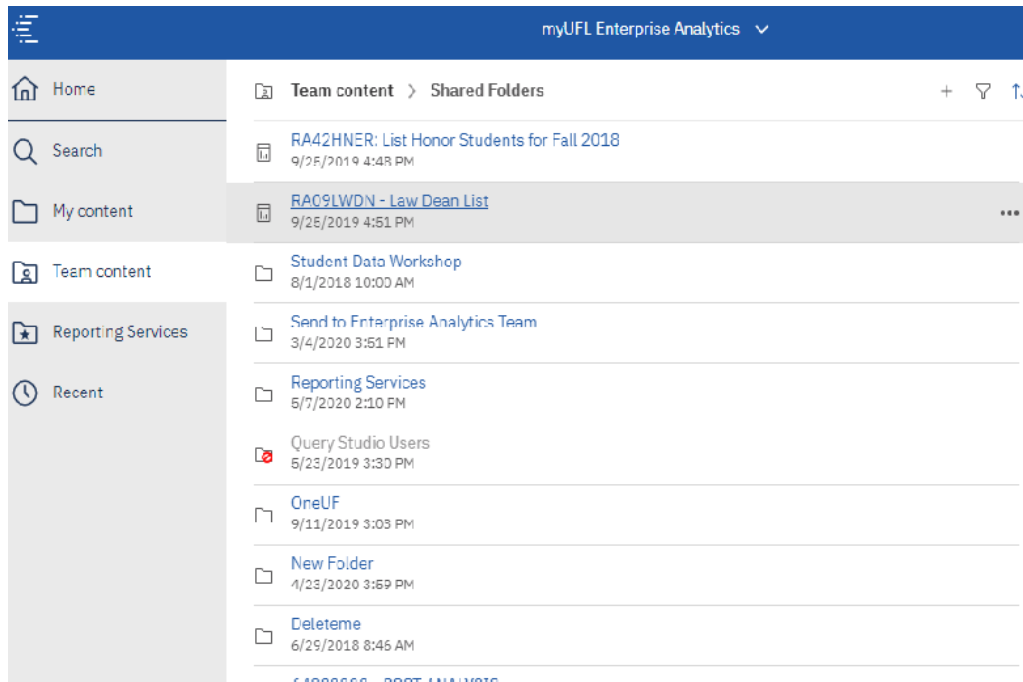 myUFL Enterprise Analytics
Home
Search
My content
Team content
Reporting Services
Recent
Team content > Shared Folders
RA42HNER: List Honor Students for Fall 2018
9/25/2019 4:48 PM
RA09LWDN - Law Dean List
9/25/2019 4:51 PM
Student Data Workshop
8/1/2018 10:00 AM
Send to Enterprise Analytics Team
3/4/2020 3:51 PM
Reporting Services
5/7/2020 2:10 PM
Query Studio Users
5/23/2019 3:30 PM
OneUF
9/11/2019 3:03 PM
New Folder
4/23/2020 3:59 PM
Deleteme
6/29/2018 8:46 AM